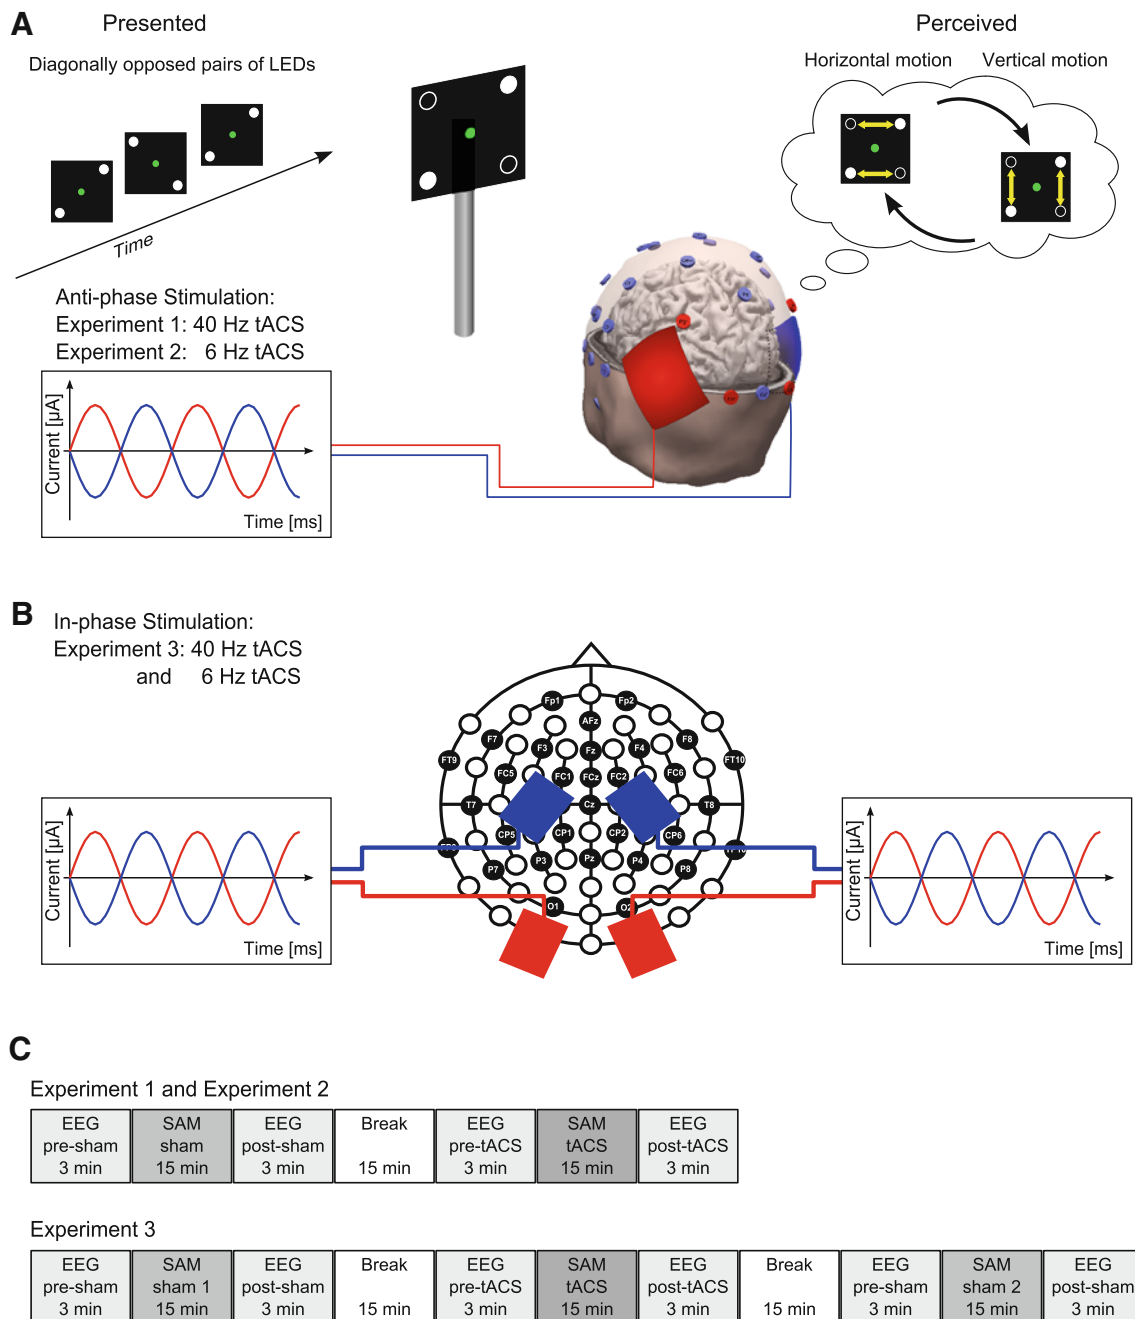 A
Presented
Perceived
Diagonally opposed pairs of LEDs
Horizontal motion
Vertical motion
Time
Anti-phase Stimulation:
Experiment 1: 40 Hz tACS
Experiment 2: 6 Hz tACS
Current [µA]
Time [ms]
B
In-phase Stimulation:
Experiment 3: 40 Hz tACS
and 6 Hz tACS
Fp1
Fp2
AFz
F7
F3
Fz
F4
F8
FT9
FC5
FC1
FCz
FC2
FC6
FT10
T7
Cz
T8
CP5
CP1
CP2
CP6
P7
P3
Pz
P4
P8
O1
O2
Current [µA]
Time [ms]
Current [µA]
Time [ms]
C
Experiment 1 and Experiment 2
EEG SAM EEG Break EEG SAM EEG
pre-sham sham post-sham pre-tACS tACS post-tACS
3 min 15 min 3 min 15 min 3 min 15 min 3 min
Experiment 3
EEG SAM EEG Break EEG SAM EEG Break EEG SAM EEG
pre-sham sham 1 post-sham pre-tACS tACS post-tACS pre-sham sham 2 post-sham
3 min 15 min 3 min 15 min 3 min 15 min 3 min 15 min 3 min 15 min 3 min